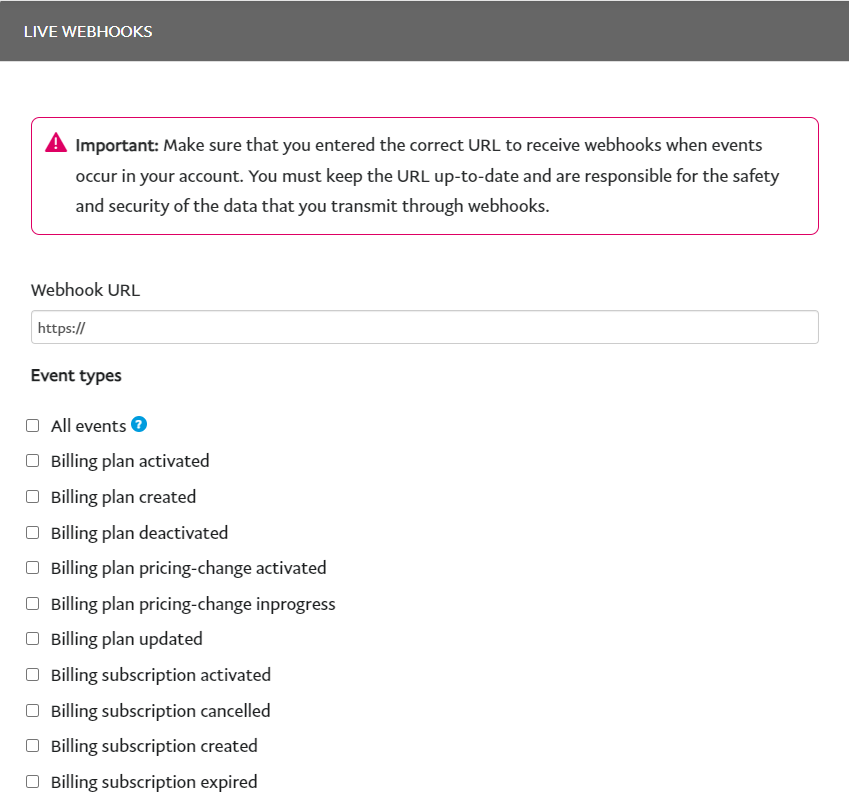 LIVE WEBHOOKS
Important: Make sure that you entered the correct URL to receive webhooks when events
occur in your account. You must keep the URL up-to-date and are responsible for the safety
and security of the data that you transmit through webhooks.
Webhook URL
https://
Event types
All events ?
Billing plan activated
Billing plan created
Billing plan deactivated
Billing plan pricing-change activated
Billing plan pricing-change inprogress
Billing plan updated
Billing subscription activated
Billing subscription cancelled
Billing subscription created
Billing subscription expired